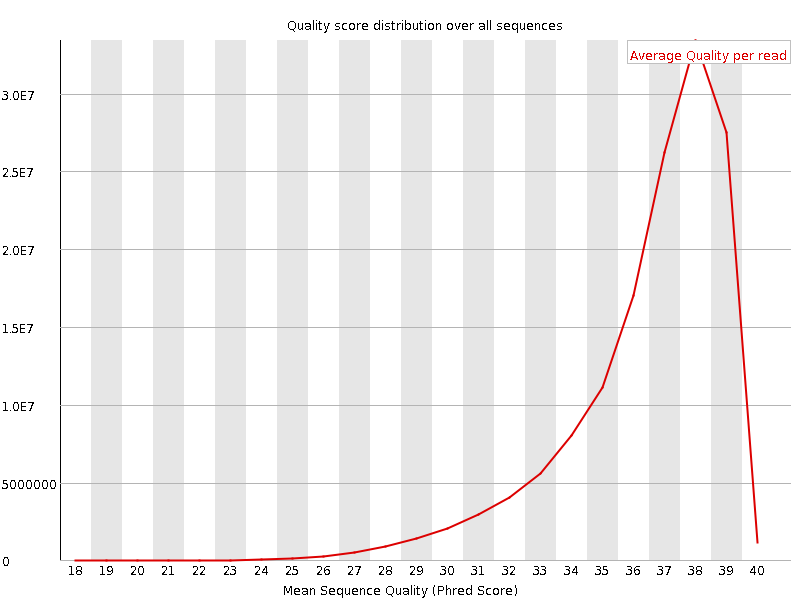 Quality score distribution over all sequences
Average Quality per read
3.0E7
2.5E7
2.0E7
1.5E7
1.0E7
5000000
0
18 19 20 21 22 23 24 25 26 27 28 29 30 31 32 33 34 35 36 37 38 39 40
Mean Sequence Quality (Phred Score)